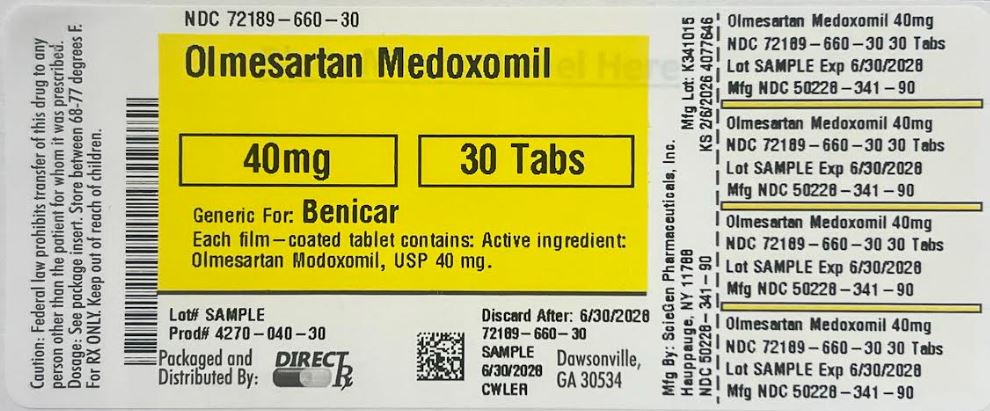 Caution: Federal law prohibits transfer of this drug to any
person other than the patient for whom it was prescribed.
Dosage: See package insert. Store between 68-77 degrees F.
For RX ONLY. Keep out of reach of children.
NDC 72189-660-30
Olmesartan Medoxomil
40mg
30 Tabs
Generic For: Benicar
Each film-coated tablet contains: Active ingredient:
Olmesartan Modoxomil, USP 40 mg.
Lot# SAMPLE
Prod# 4270-040-30
Packaged and
Distributed By:
DIRECT Rx
Discard After: 6/30/2028
72189-660-30
SAMPLE
6/30/2028
CWLER
Dawsonville,
GA 30534
Mfg By: ScieGen Pharmaceuticals, Inc.
Hauppauge, NY 11788
NDC 50228-341-90
Mfg Lot: K341015
KS 2/6/2026 4077646
Olmesartan Medoxomil 40mg
NDC 72189-660-30 30 Tabs
Lot SAMPLE Exp 6/30/2028
Mfg NDC 50228-341-90
Olmesartan Medoxomil 40mg
NDC 72189-660-30 30 Tabs
Lot SAMPLE Exp 6/30/2028
Mfg NDC 50228-341-90
Olmesartan Medoxomil 40mg
NDC 72189-660-30 30 Tabs
Lot SAMPLE Exp 6/30/2028
Mfg NDC 50228-341-90
Olmesartan Medoxomil 40mg
NDC 72189-660-30 30 Tabs
Lot SAMPLE Exp 6/30/2028
Mfg NDC 50228-341-90